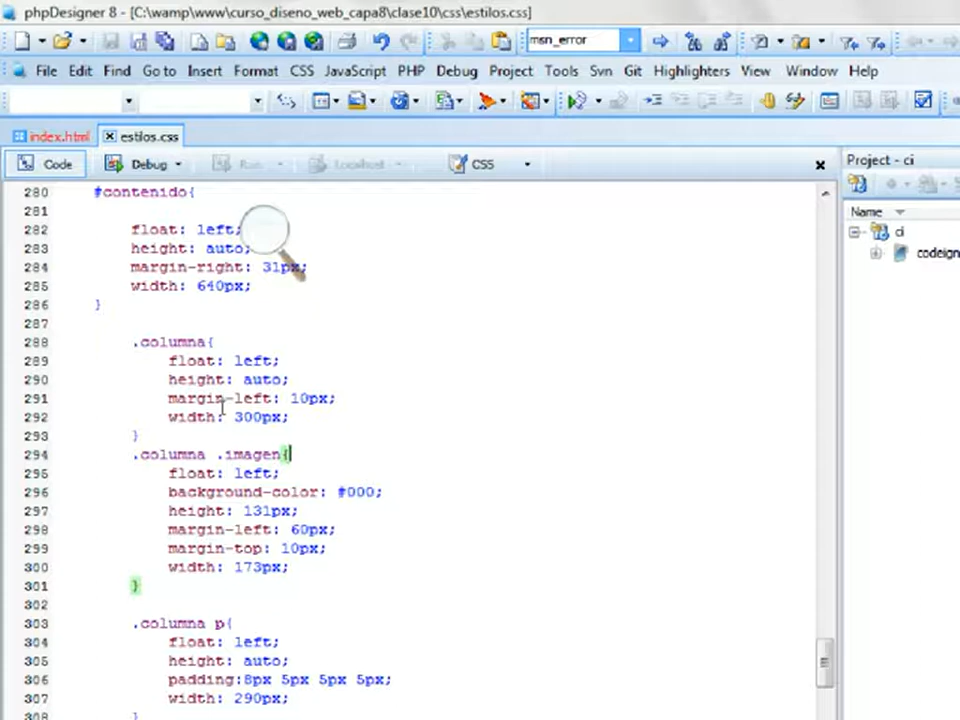 phpDesigner 8 - [C:\wamp\www\curso_diseno_web_capa8\clase10\css\estilos.css]
msn_error
File Edit Find Go to Insert Format CSS JavaScript PHP Debug Project Tools Svn Git Highlighters View Window Help
index.html estilos.css
Code Debug Run Localhost CSS
Project - ci
Name
ci
codeign
280 #contenido{
281
282 float: left;
283 height: auto;
284 margin-right: 31px;
285 width: 640px;
286 }
287
288 .columna{
289 float: left;
290 height: auto;
291 margin-left: 10px;
292 width: 300px;
293 }
294 .columna .imagen{
295 float: left;
296 background-color: #000;
297 height: 131px;
298 margin-left: 60px;
299 margin-top: 10px;
300 width: 173px;
301 }
302
303 .columna p{
304 float: left;
305 height: auto;
306 padding:8px 5px 5px 5px;
307 width: 290px;
308 }